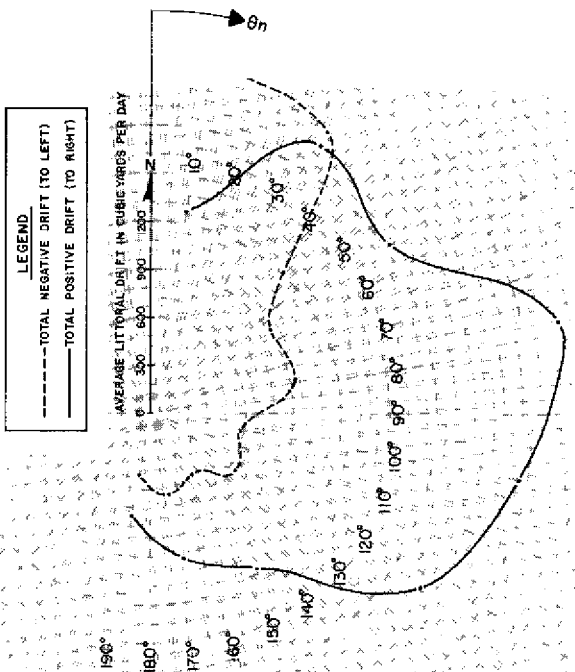 θn
LEGEND
TOTAL NEGATIVE DRIFT (TO LEFT)
TOTAL POSITIVE DRIFT (TO RIGHT)
AVERAGE LITTORAL DRIFT IN CUBIC YARDS PER DAY
N
0 300 600 900 1200
10°
20°
30°
40°
50°
60°
70°
80°
90°
100°
110°
120°
130°
140°
150°
160°
170°
180°
190°